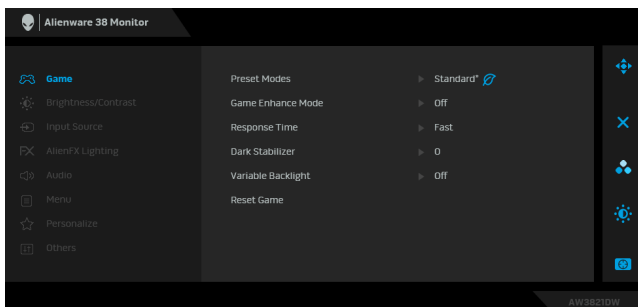 Alienware 38 Monitor
Game
Brightness/Contrast
Input Source
FX AlienFX Lighting
Audio
Menu
Personalize
Others
Preset Modes Standard*
Game Enhance Mode Off
Response Time Fast
Dark Stabilizer 0
Variable Backlight Off
Reset Game
AW3821DW